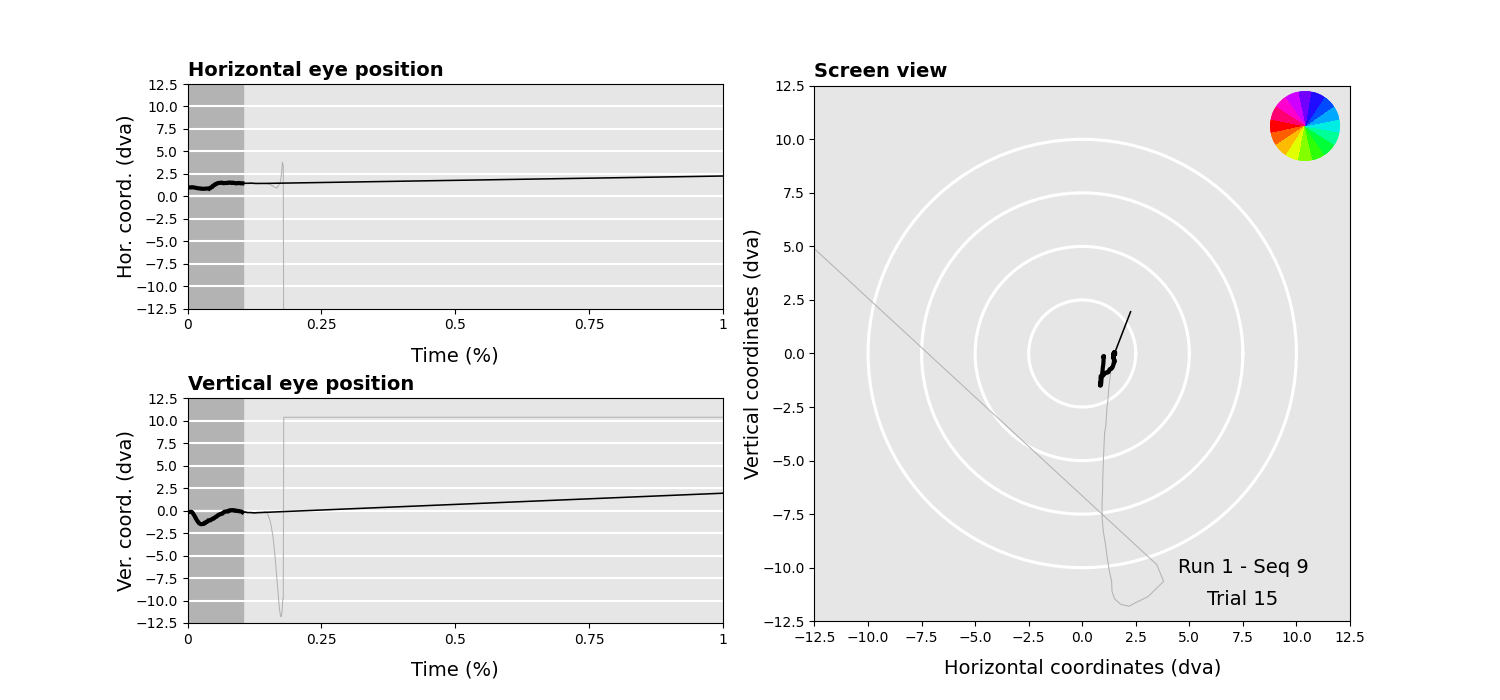 Horizontal eye position
12.5
10.0
7.5
5.0
2.5
0.0
−2.5
−5.0
−7.5
−10.0
−12.5
Hor. coord. (dva)
0 0.25 0.5 0.75 1
Time (%)
Vertical eye position
12.5
10.0
7.5
5.0
2.5
0.0
−2.5
−5.0
−7.5
−10.0
−12.5
Ver. coord. (dva)
0 0.25 0.5 0.75 1
Time (%)
Screen view
12.5
10.0
7.5
5.0
2.5
0.0
−2.5
−5.0
−7.5
−10.0
−12.5
Vertical coordinates (dva)
Run 1 - Seq 9
Trial 15
−12.5 −10.0 −7.5 −5.0 −2.5 0.0 2.5 5.0 7.5 10.0 12.5
Horizontal coordinates (dva)